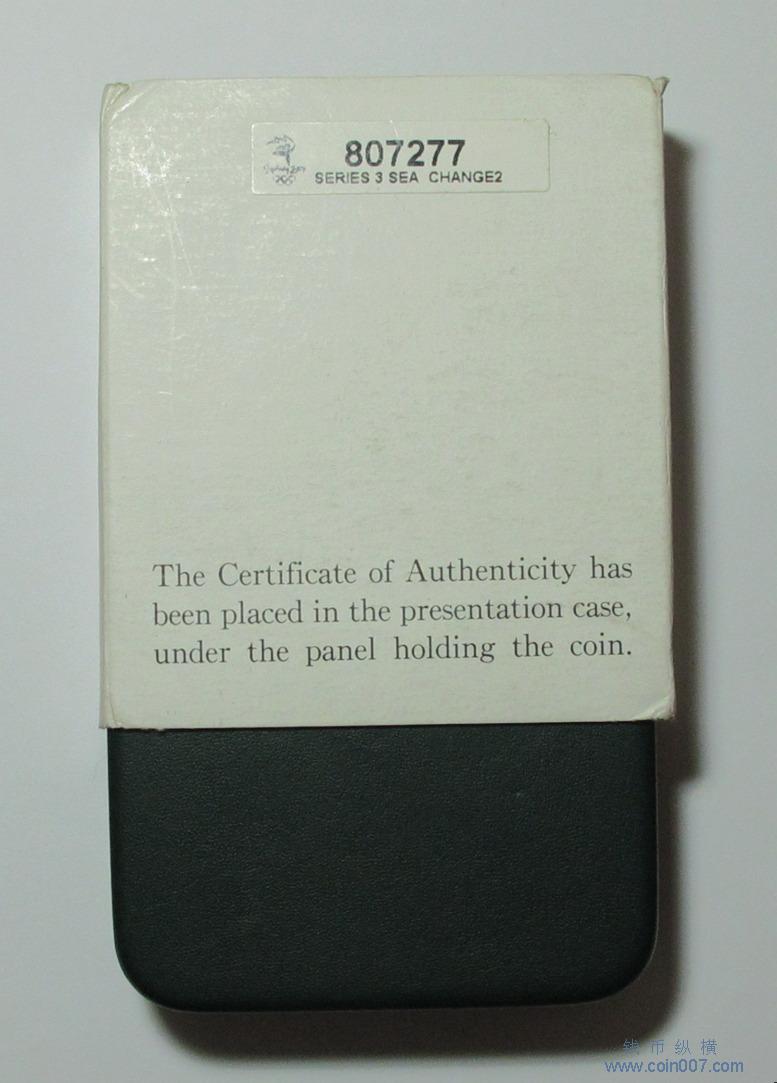 807277
SERIES 3 SEA CHANGE2
The Certificate of Authenticity has
been placed in the presentation case,
under the panel holding the coin.
钱币纵横
www.coin007.com